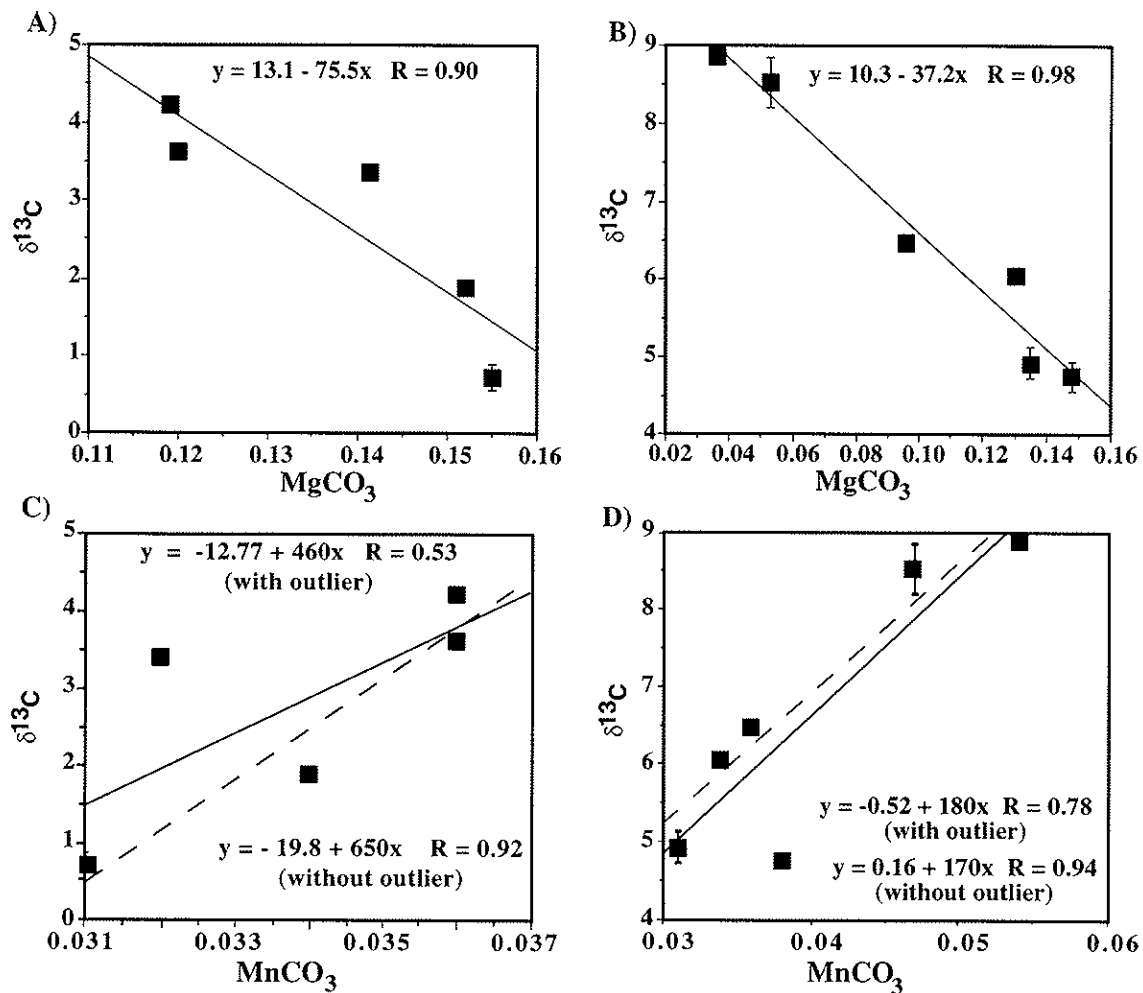 A)
y = 13.1 - 75.5x R = 0.90
5
4
3
2
1
0
δ13C
0.11 0.12 0.13 0.14 0.15 0.16
MgCO3
B)
y = 10.3 - 37.2x R = 0.98
9
8
7
6
5
4
δ13C
0.02 0.04 0.06 0.08 0.10 0.12 0.14 0.16
MgCO3
C)
y = -12.77 + 460x R = 0.53
(with outlier)
5
4
3
2
1
0
δ13C
y = - 19.8 + 650x R = 0.92
(without outlier)
0.031 0.033 0.035 0.037
MnCO3
D)
9
8
7
6
5
4
δ13C
y = -0.52 + 180x R = 0.78
(with outlier)
y = 0.16 + 170x R = 0.94
(without outlier)
0.03 0.04 0.05 0.06
MnCO3